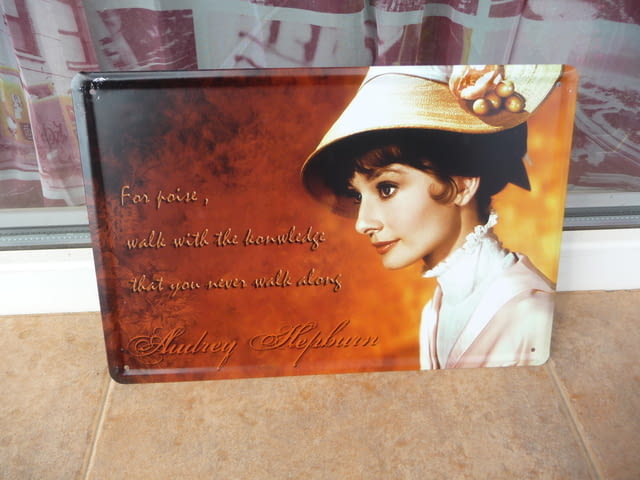 For poise,
walk with the konwledge
that you never walk along
Audrey Hepburn